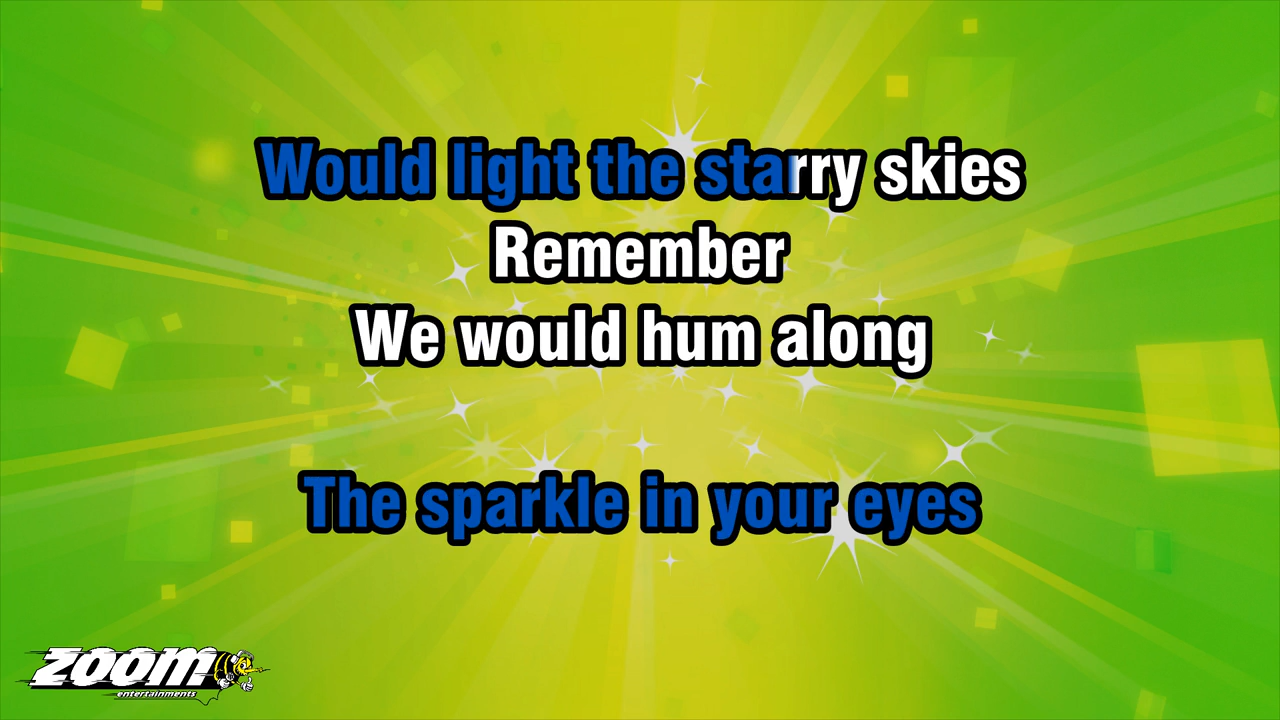 Would light the starry skies
Remember
We would hum along
The sparkle in your eyes
ZOOM
entertainments